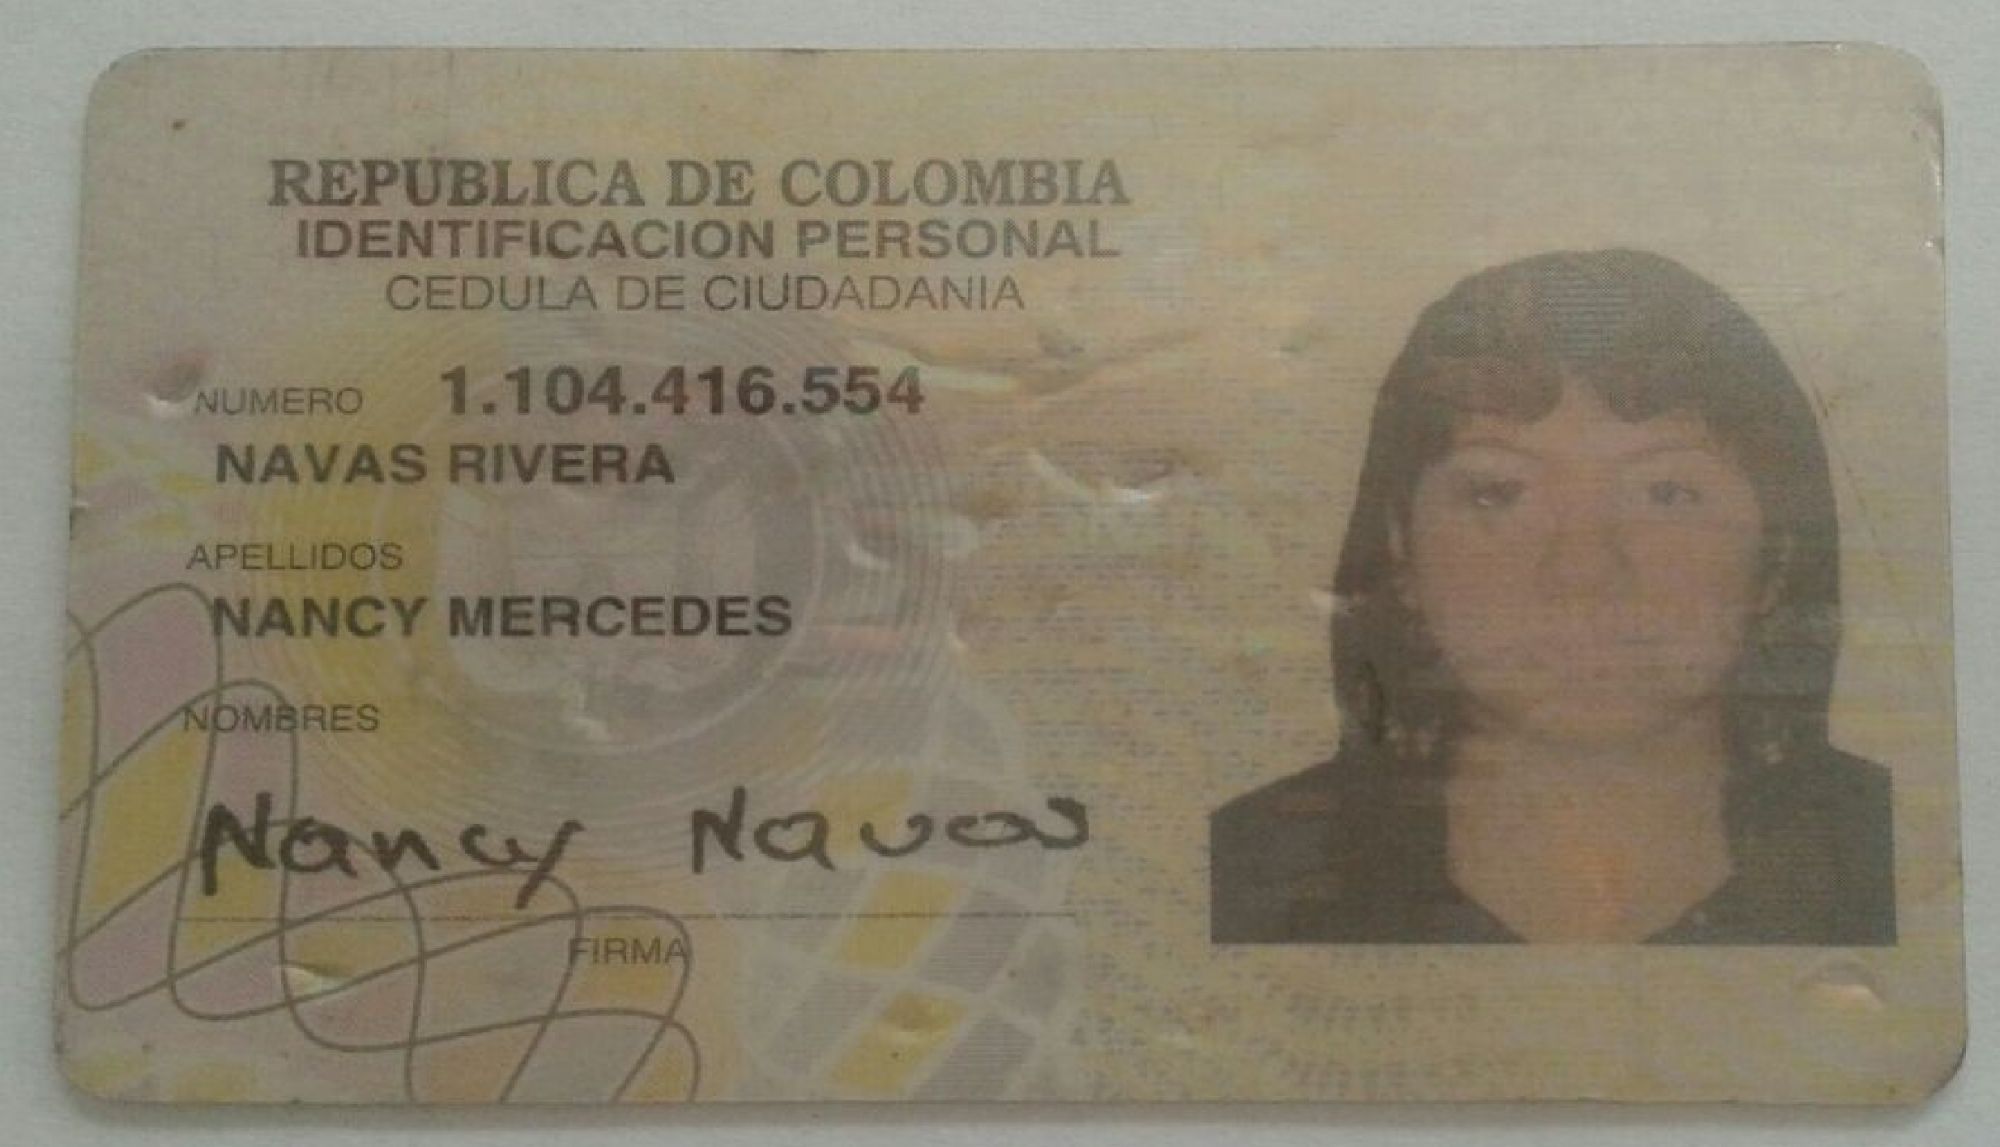 REPUBLICA DE COLOMBIA
IDENTIFICACION PERSONAL
CEDULA DE CIUDADANIA
NUMERO 1.104.416.554
NAVAS RIVERA
APELLIDOS
NANCY MERCEDES
NOMBRES
Nancy Navas
FIRMA